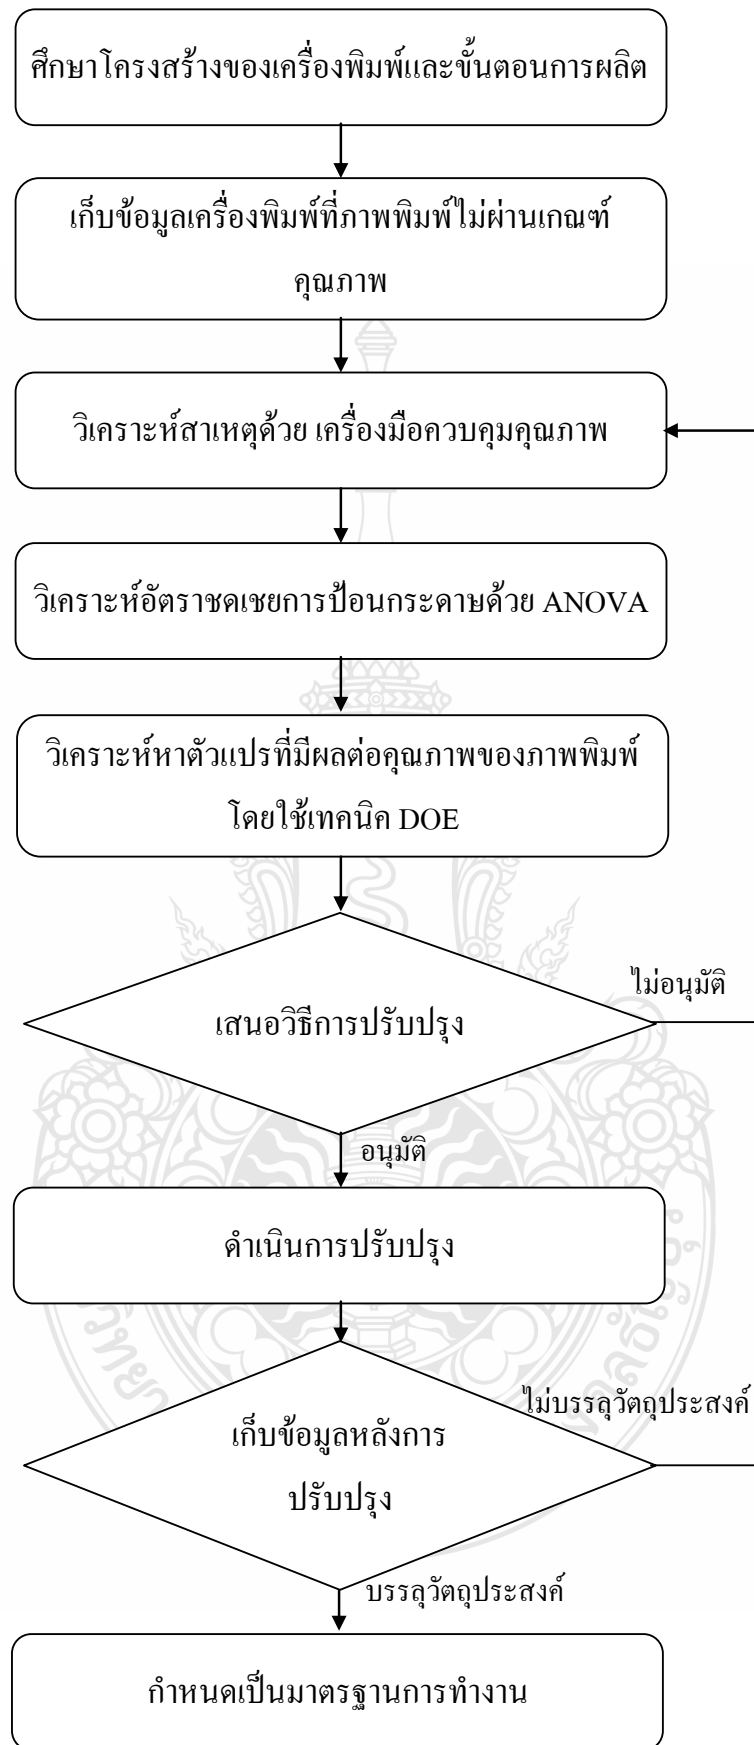 ศึกษาโครงสร้างของเครื่องพิมพ์และขั้นตอนการผลิต
เก็บข้อมูลเครื่องพิมพ์ที่ภาพพิมพ์ไม่ผ่านเกณฑ์
คุณภาพ
วิเคราะห์สาเหตุด้วย เครื่องมือควบคุมคุณภาพ
วิเคราะห์อัตราชดเชยการป้อนกระดาษด้วย ANOVA
วิเคราะห์หาตัวแปรที่มีผลต่อคุณภาพของภาพพิมพ์
โดยใช้เทคนิค DOE
ไม่อนุมัติ
เสนอวิธีการปรับปรุง
อนุมัติ
ดำเนินการปรับปรุง
ไม่บรรลุวัตถุประสงค์
เก็บข้อมูลหลังการ
ปรับปรุง
บรรลุวัตถุประสงค์
กำหนดเป็นมาตรฐานการทำงาน